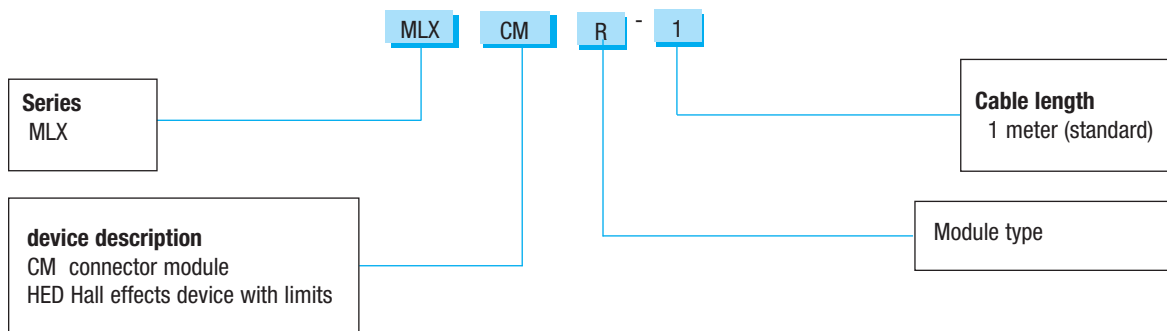 MLX CM R - 1
Series
MLX
Cable length
1 meter (standard)
device description
CM connector module
HED Hall effects device with limits
Module type